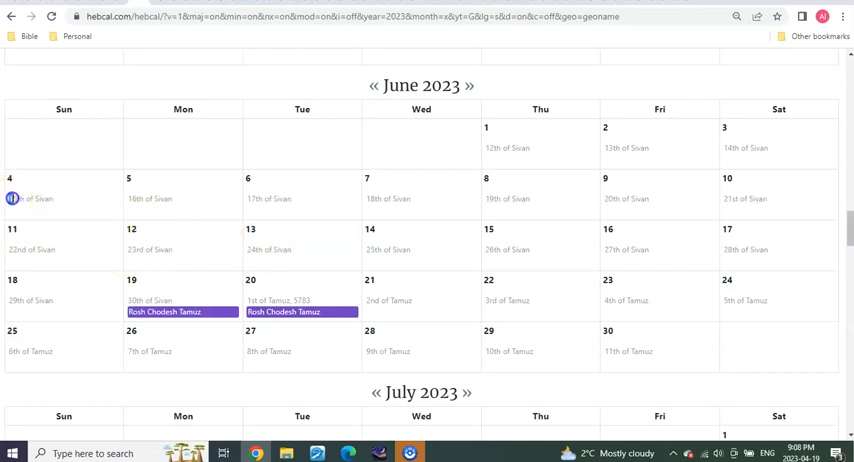 hebcal.com/hebcal/?v=1&maj=on&min=on&nx=on&mod=on&i=off&year=2023&month=x&yt=G&lg=s&d=on&c=off&geo=geoname
AI
Bible Personal Other bookmarks
« June 2023 »
Sun Mon Tue Wed Thu Fri Sat
1 2 3
12th of Sivan 13th of Sivan 14th of Sivan
4 5 6 7 8 9 10
of Sivan 16th of Sivan 17th of Sivan 18th of Sivan 19th of Sivan 20th of Sivan 21st of Sivan
11 12 13 14 15 16 17
22nd of Sivan 23rd of Sivan 24th of Sivan 25th of Sivan 26th of Sivan 27th of Sivan 28th of Sivan
18 19 20 21 22 23 24
29th of Sivan 30th of Sivan 1st of Tamuz, 5783 2nd of Tamuz 3rd of Tamuz 4th of Tamuz 5th of Tamuz
Rosh Chodesh Tamuz Rosh Chodesh Tamuz
25 26 27 28 29 30
6th of Tamuz 7th of Tamuz 8th of Tamuz 9th of Tamuz 10th of Tamuz 11th of Tamuz
« July 2023 »
Sun Mon Tue Wed Thu Fri Sat
1
Type here to search 2°C Mostly cloudy ENG 9:08 PM
2023-04-19 3